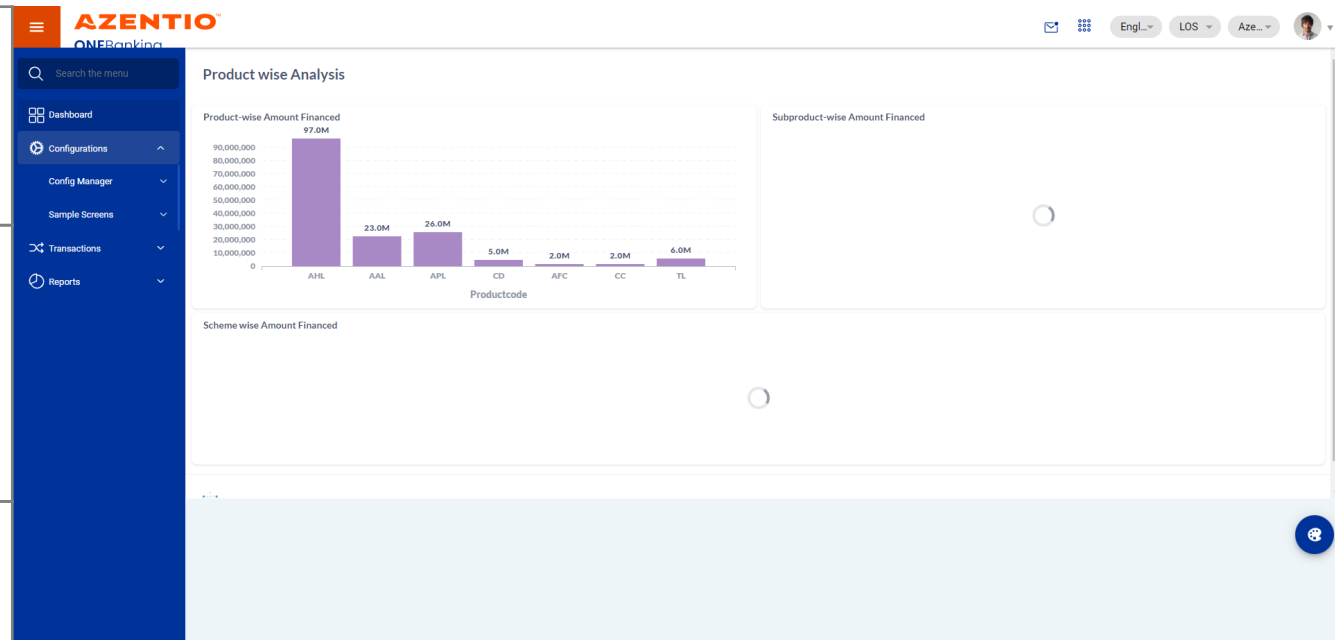 AZENTIO
ONEBanking
Engl...
LOS
Aze...
Search the menu
Dashboard
Configurations
Config Manager
Sample Screens
Transactions
Reports
Product wise Analysis
Product-wise Amount Financed
97.0M
90,000,000
80,000,000
70,000,000
60,000,000
50,000,000
40,000,000
30,000,000
20,000,000
10,000,000
0
23.0M
26.0M
5.0M
2.0M
2.0M
6.0M
AHL
AAL
APL
CD
AFC
CC
TL
Productcode
Subproduct-wise Amount Financed
Scheme wise Amount Financed